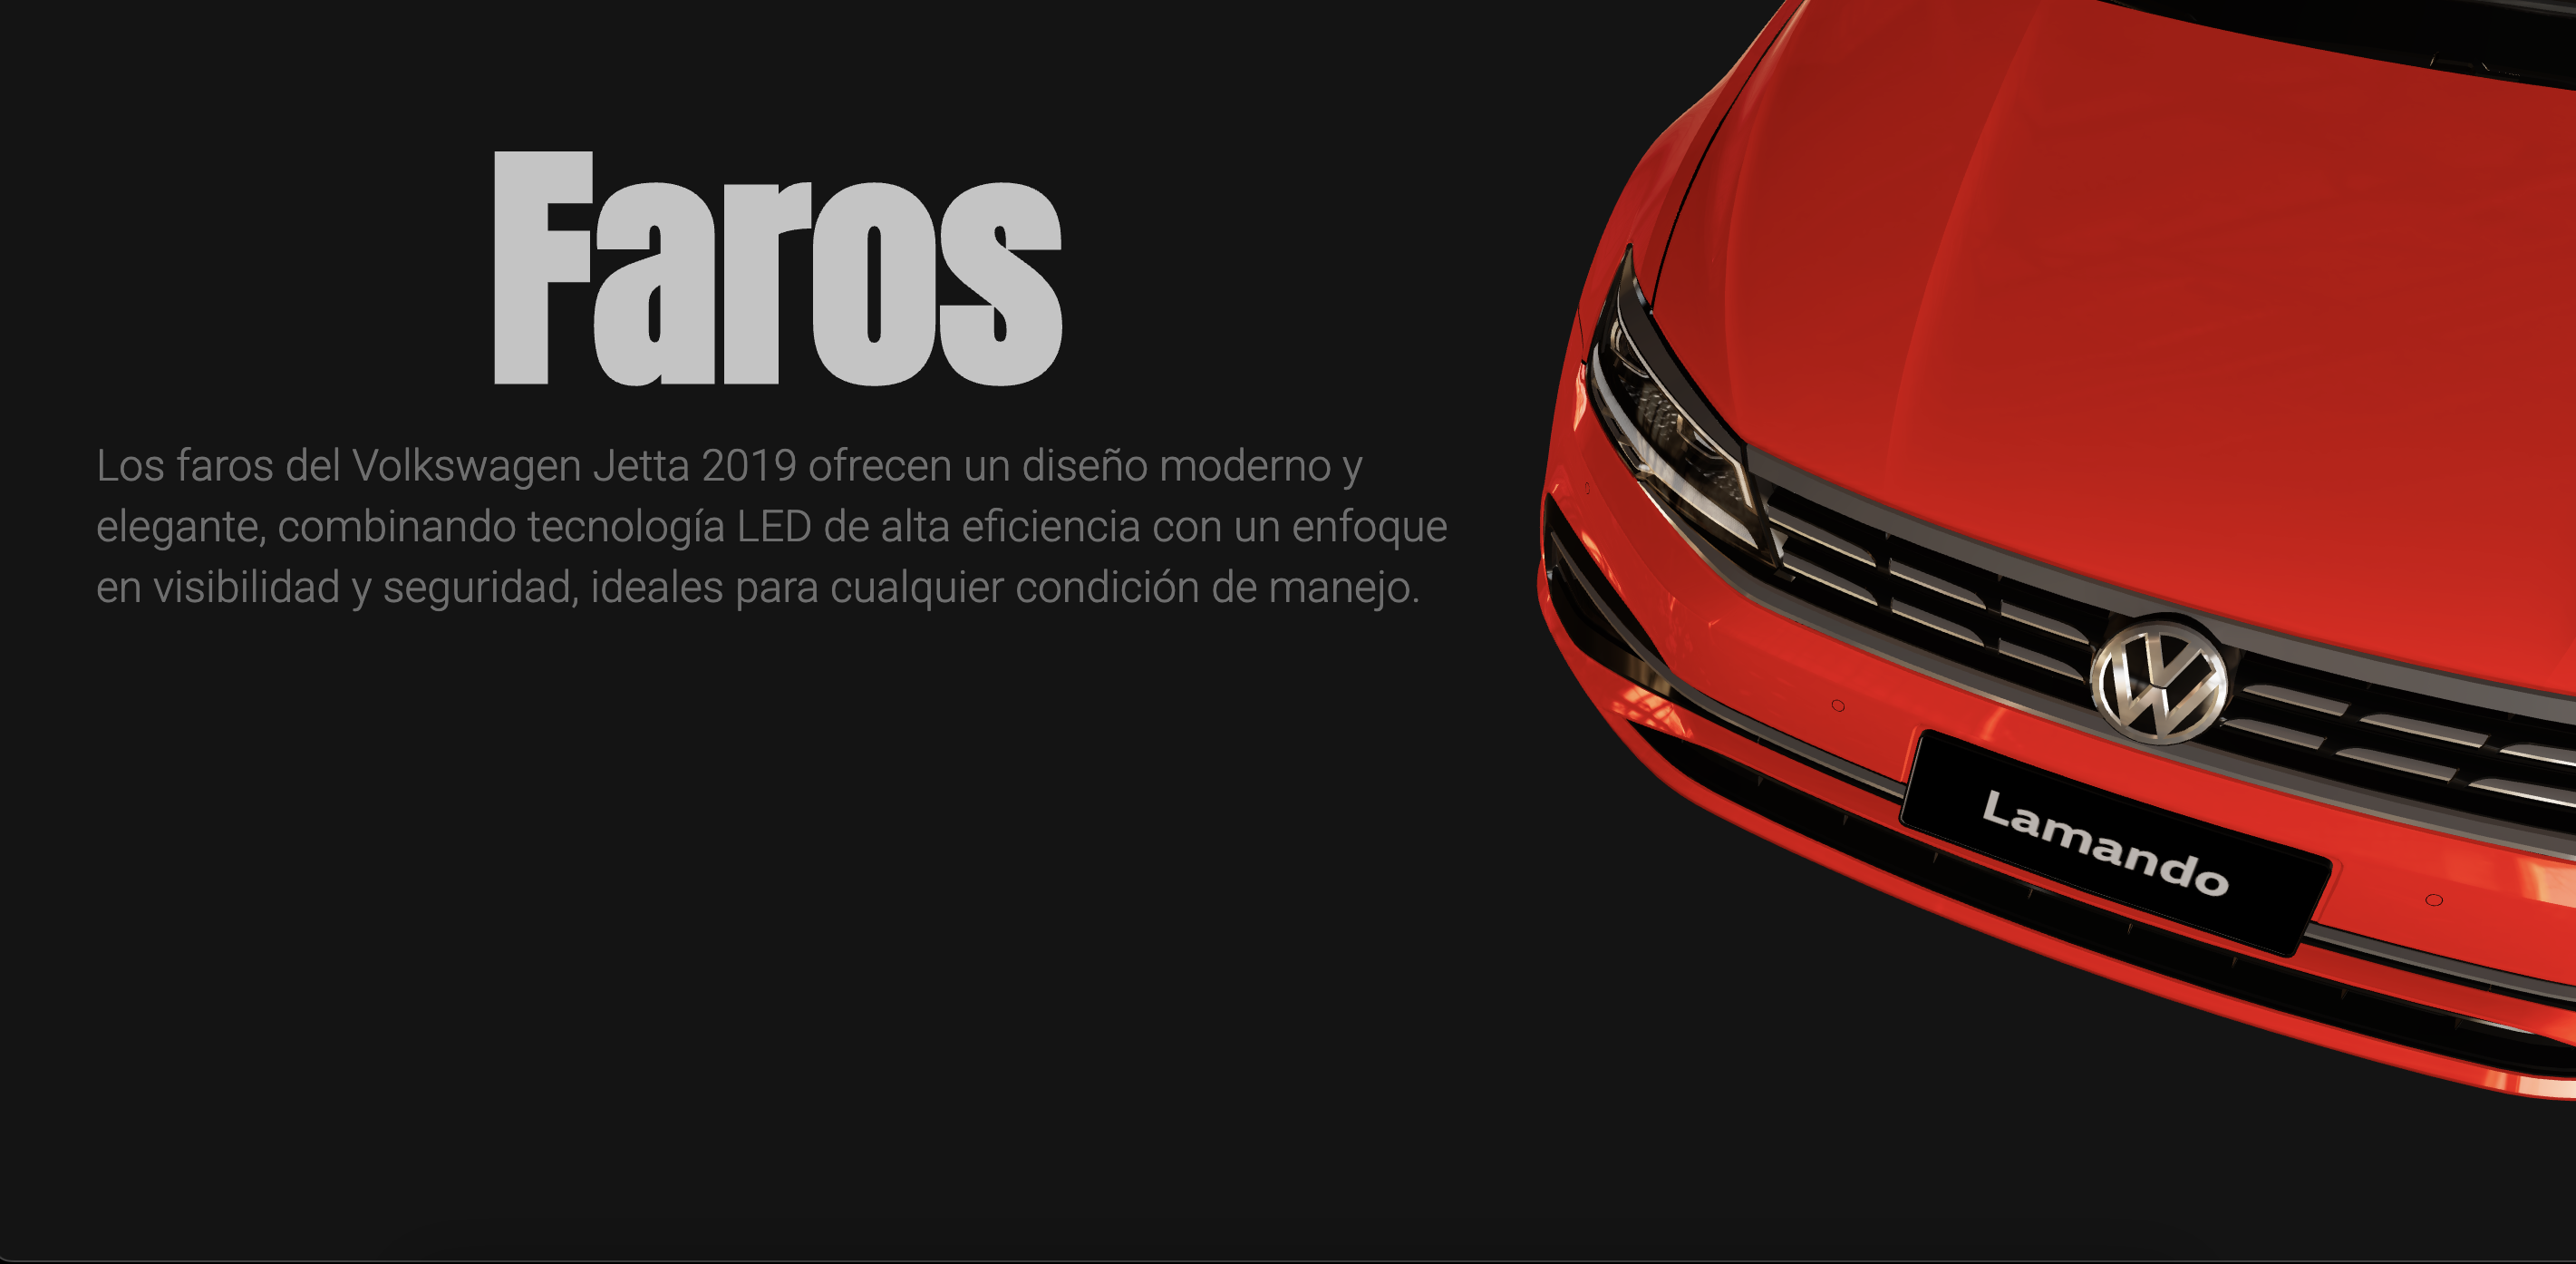 Faros
Los faros del Volkswagen Jetta 2019 ofrecen un diseño moderno y
elegante, combinando tecnología LED de alta eficiencia con un enfoque
en visibilidad y seguridad, ideales para cualquier condición de manejo.
Lamando